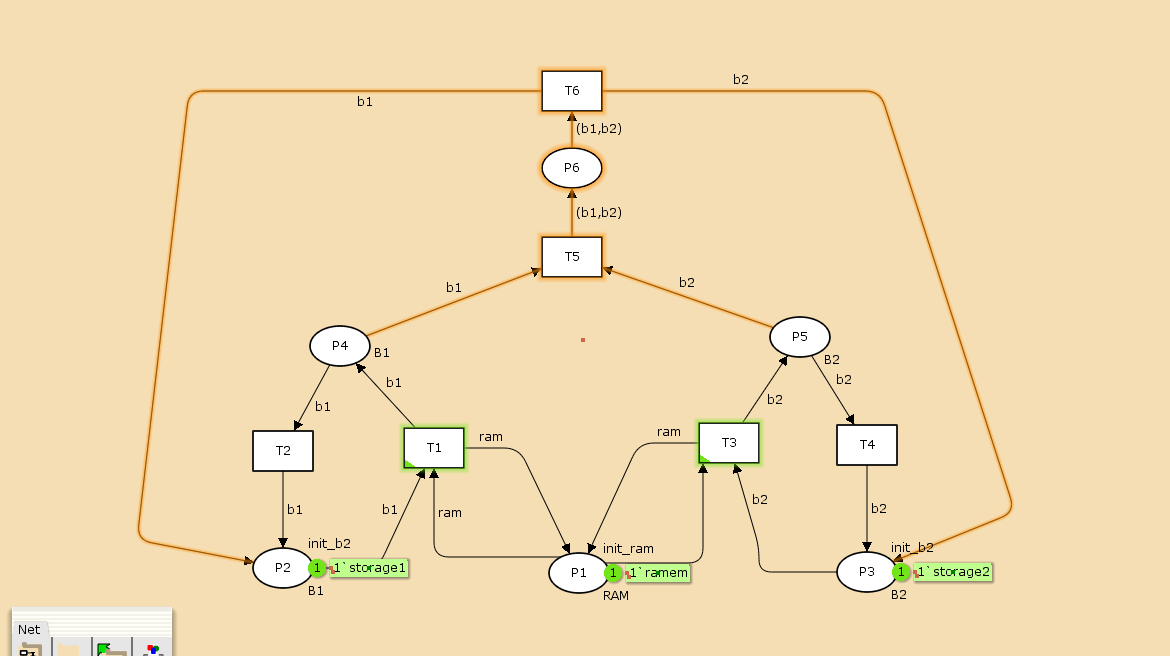 T6
b2
b1
(b1,b2)
P6
(b1,b2)
T5
b1
b2
P4
B1
P5
B2
b1
b2
b1
b2
T2
T1
ram
ram
T3
T4
b1
b1
ram
b2
b2
init_b2
init_ram
init_b2
P2
1
1`storage1
P1
1
1`ramem
P3
1
1`storage2
B1
RAM
B2
Net